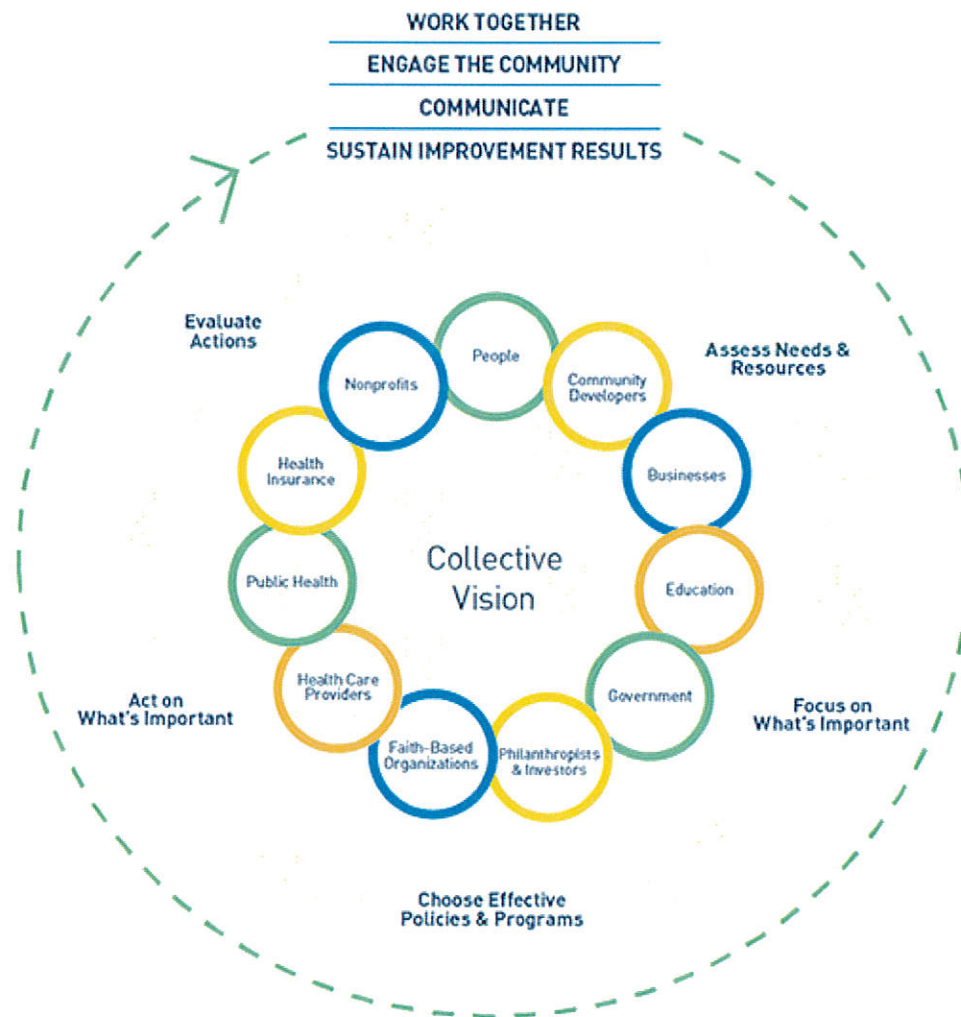 WORK TOGETHER
ENGAGE THE COMMUNITY
COMMUNICATE
SUSTAIN IMPROVEMENT RESULTS
Evaluate
Actions
Assess Needs &
Resources
Focus on
What's Important
Choose Effective
Policies & Programs
Act on
What's Important
People
Community
Developers
Businesses
Education
Government
Philanthropists
& Investors
Faith-Based
Organizations
Health Care
Providers
Public Health
Health
Insurance
Nonprofits
Collective
Vision